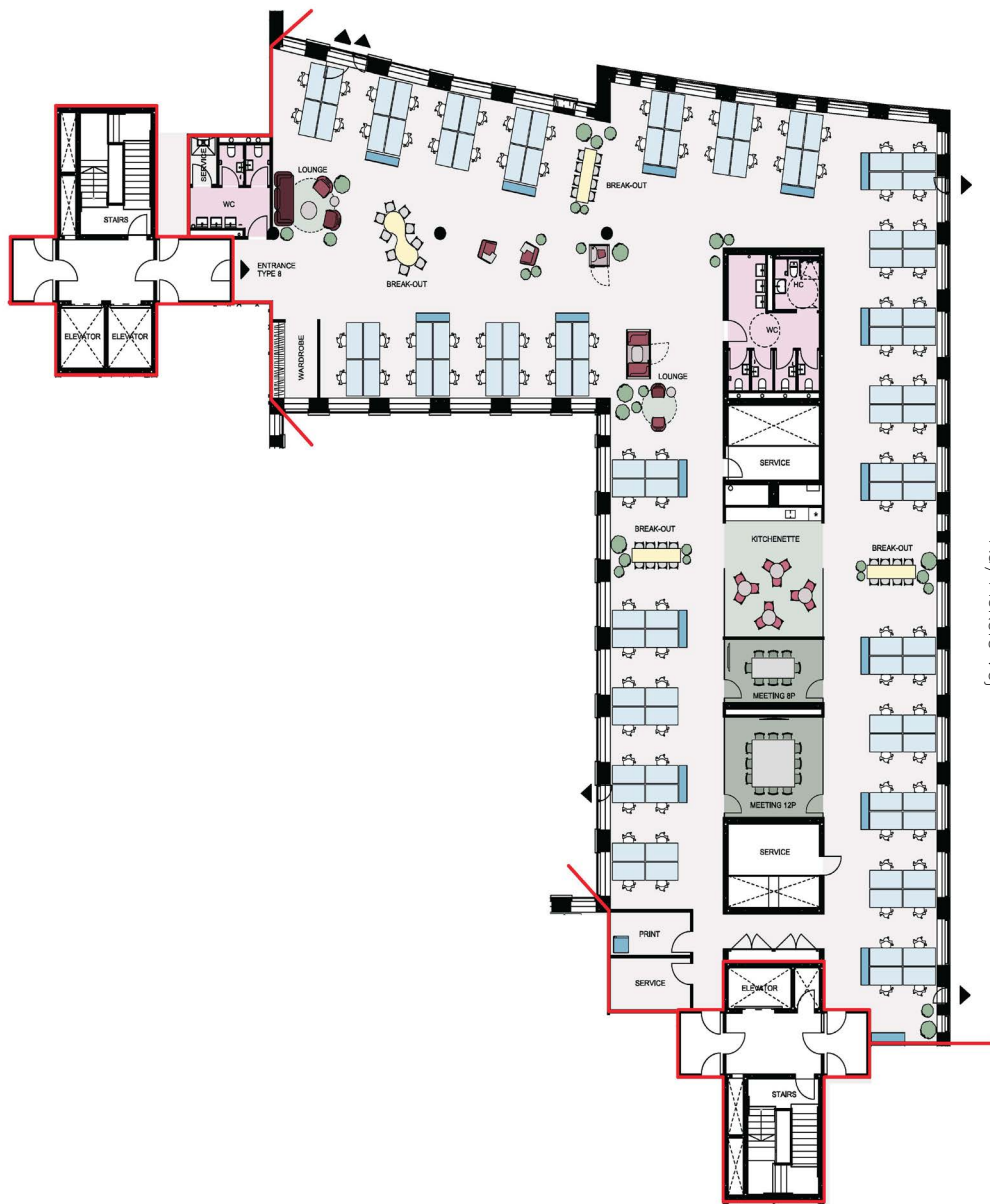 SERVICE
LOUNGE
BREAK-OUT
WC
STAIRS
ENTRANCE
TYPE 8
BREAK-OUT
HC
WC
ELEVATOR
ELEVATOR
WARDROBE
LOUNGE
SERVICE
BREAK-OUT
KITCHENETTE
BREAK-OUT
MEETING 8P
MEETING 12P
SERVICE
PRINT
SERVICE
ELEVATOR
STAIRS